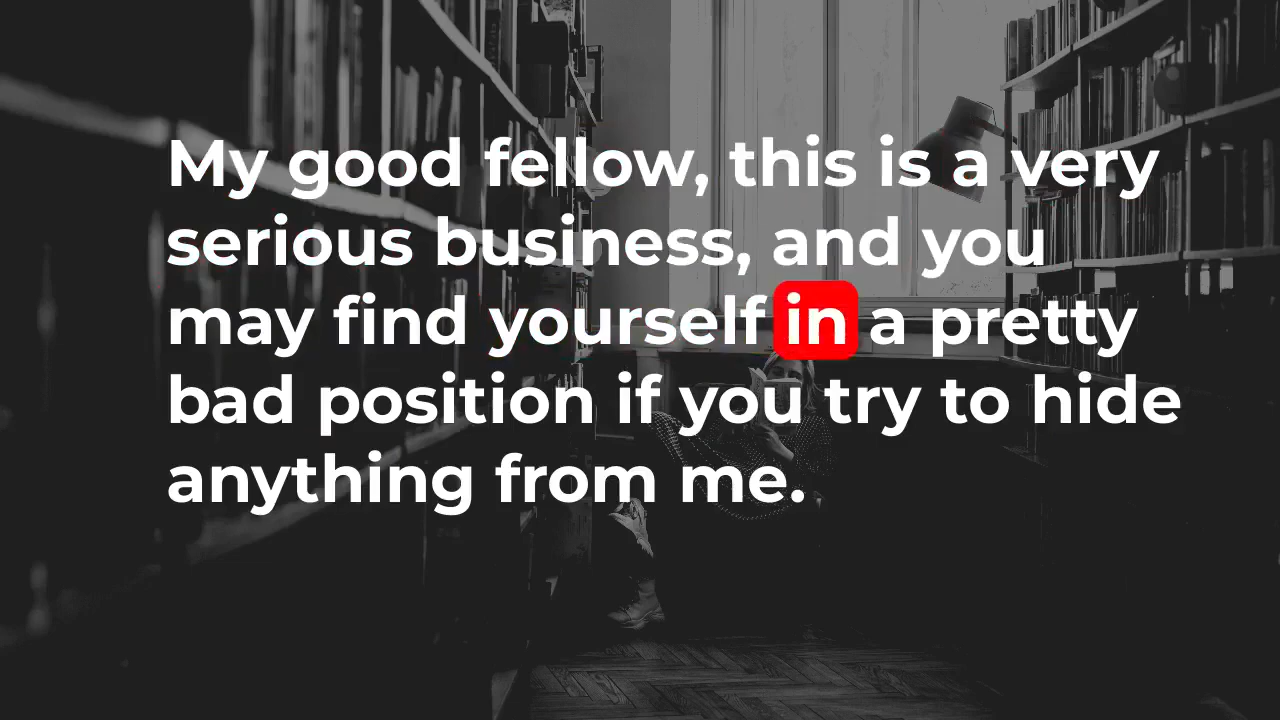 My good fellow, this is a very
serious business, and you
may find yourself in a pretty
bad position if you try to hide
anything from me.